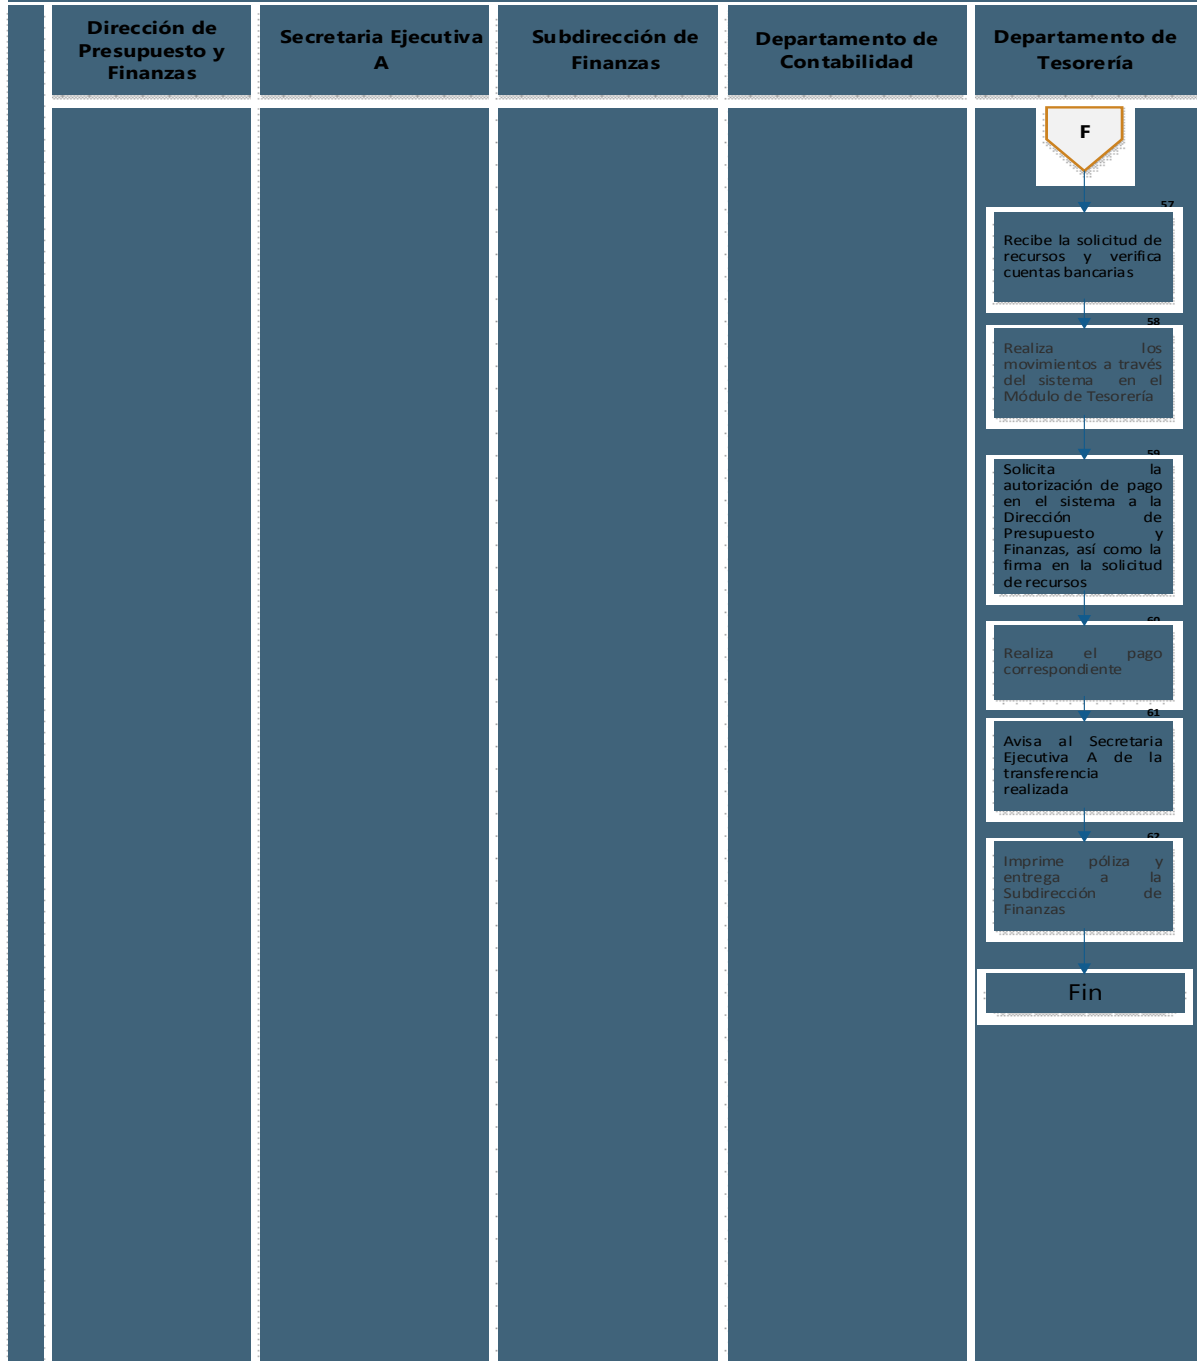 Dirección de
Presupuesto y
Finanzas
Secretaria Ejecutiva
A
Subdirección de
Finanzas
Departamento de
Contabilidad
Departamento de
Tesorería
F
57
Recibe la solicitud de
recursos y verifica
cuentas bancarias
58
Realiza los
movimientos a través
del sistema en el
Módulo de Tesorería
59
Solicita la
autorización de pago
en el sistema a la
Dirección de
Presupuesto y
Finanzas, así como la
firma en la solicitud
de recursos
60
Realiza el pago
correspondiente
61
Avisa al Secretaria
Ejecutiva A de la
transferencia
realizada
62
Imprime póliza y
entrega a la
Subdirección de
Finanzas
Fin